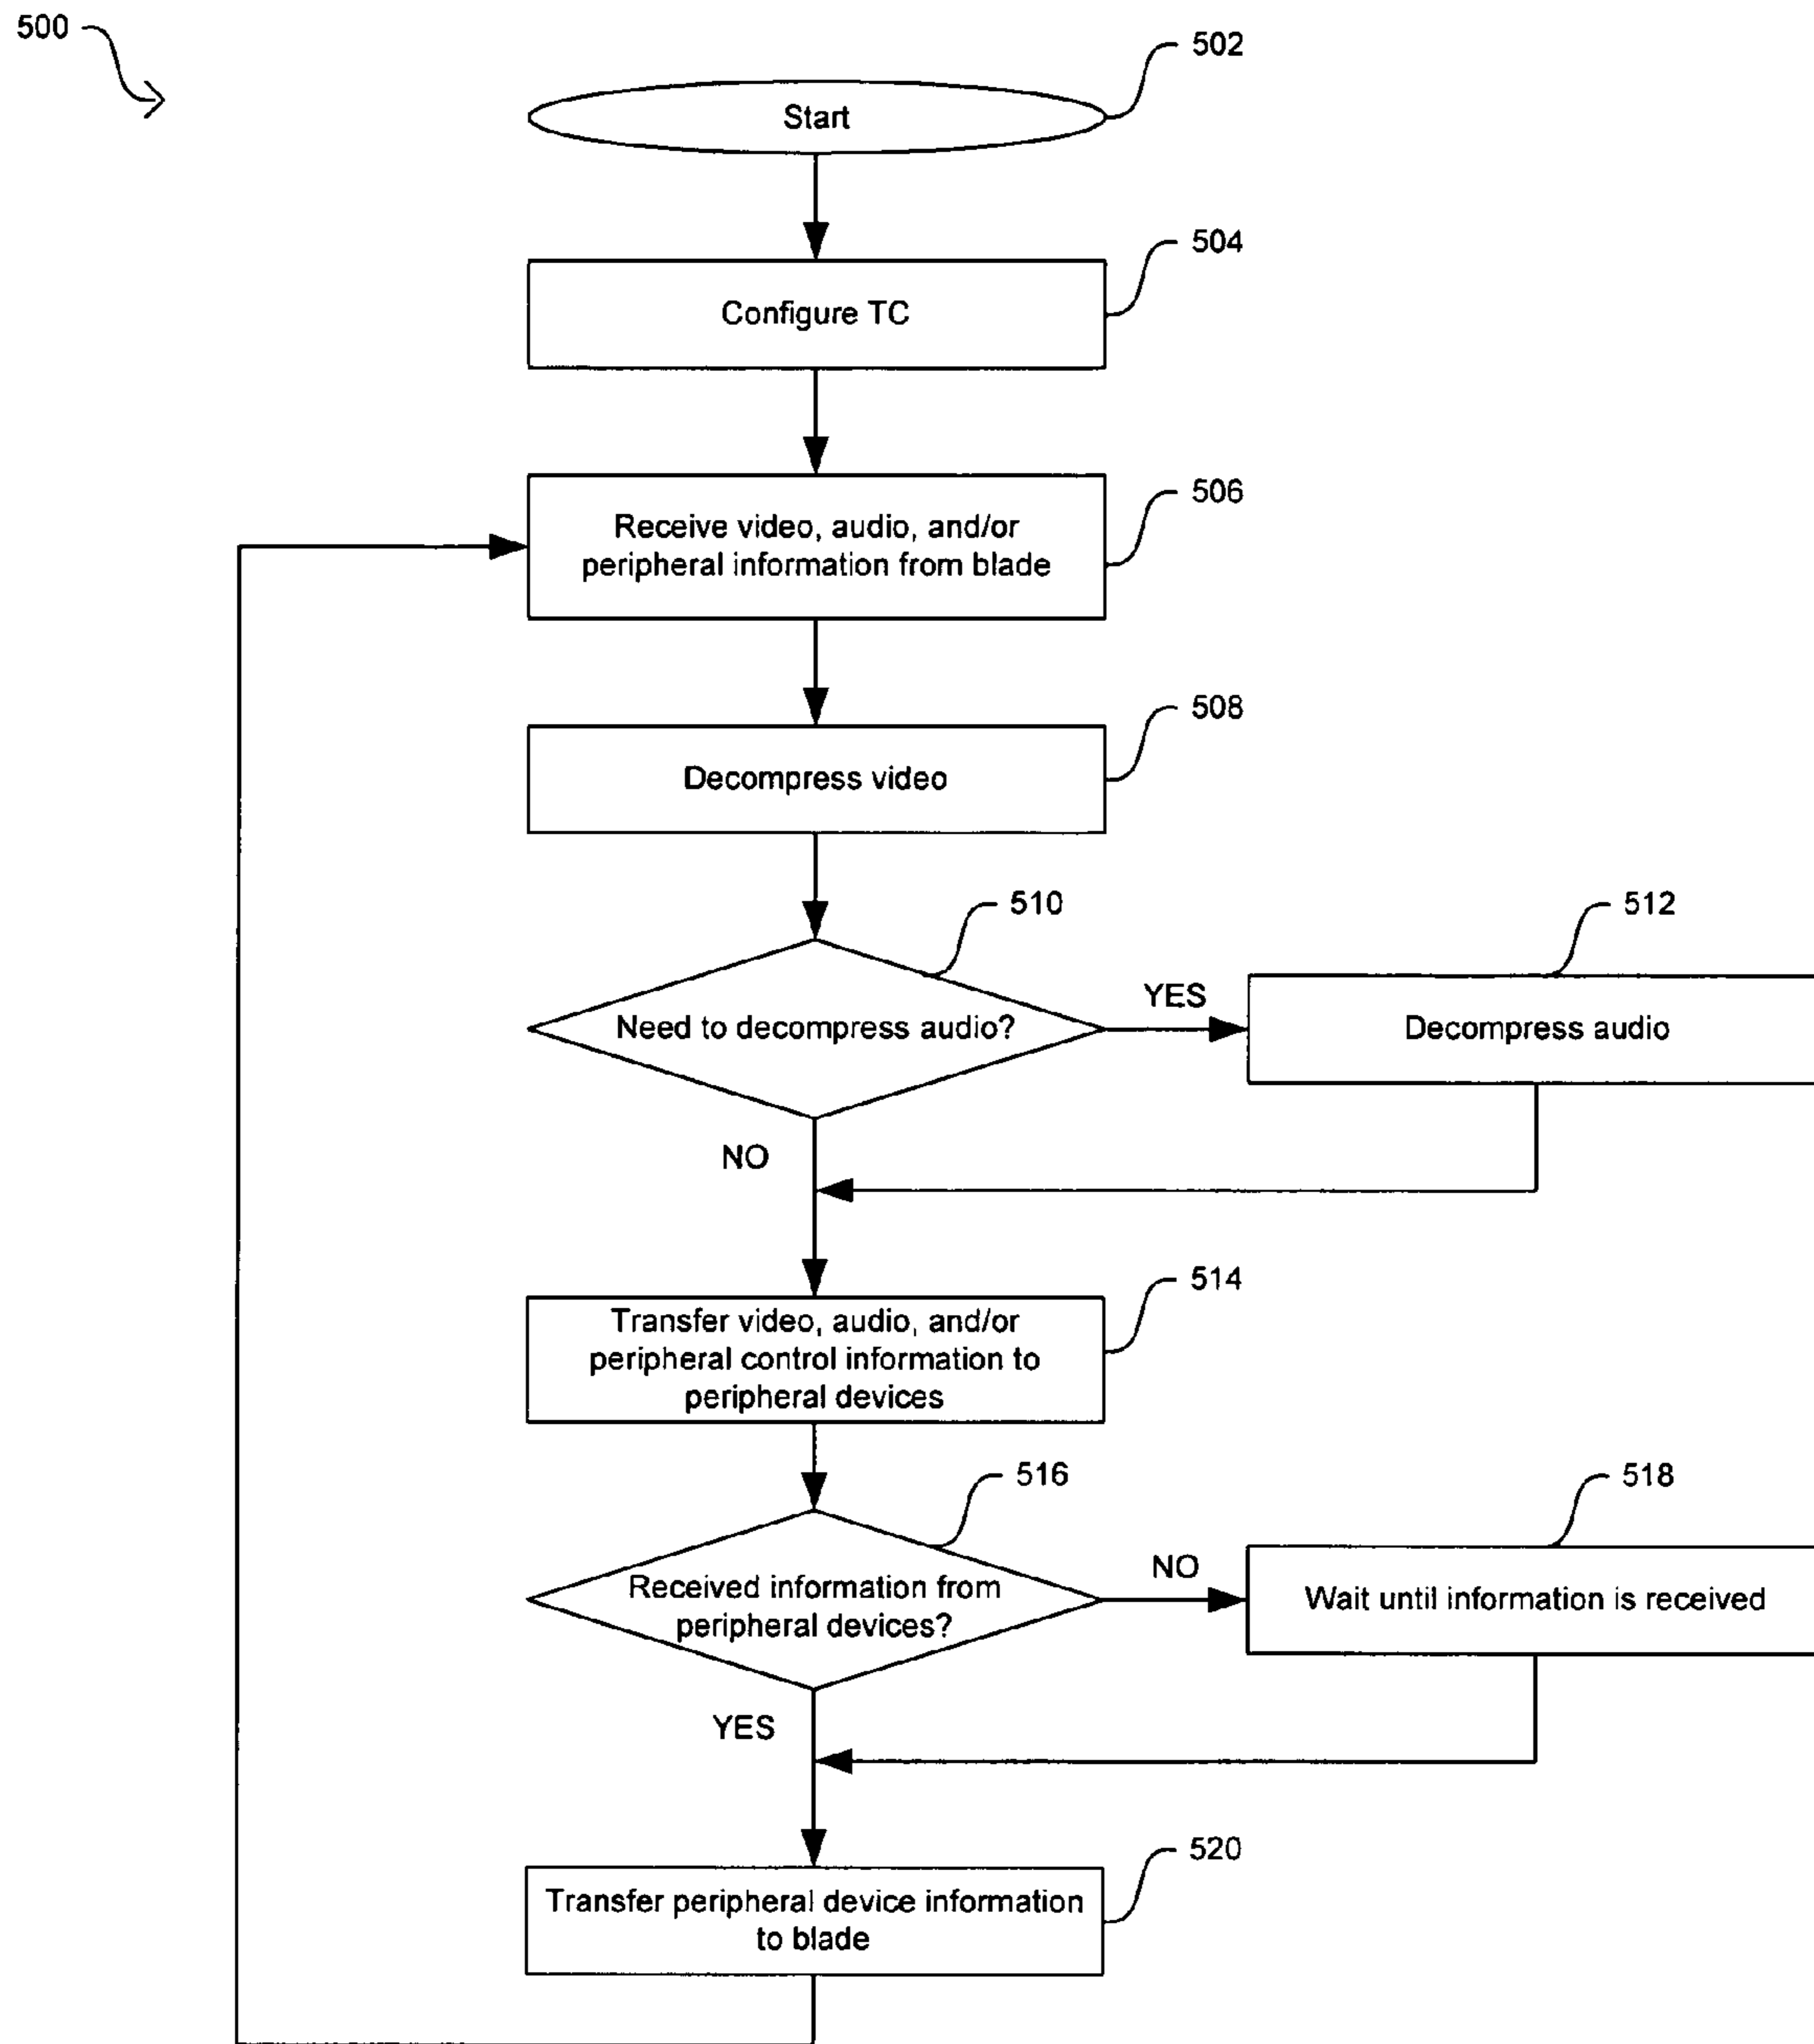 500
502
Start
504
Configure TC
506
Receive video, audio, and/or
peripheral information from blade
508
Decompress video
510
512
Need to decompress audio?
YES
Decompress audio
NO
514
Transfer video, audio, and/or
peripheral control information to
peripheral devices
516
518
Received information from
peripheral devices?
NO
Wait until information is received
YES
520
Transfer peripheral device information
to blade